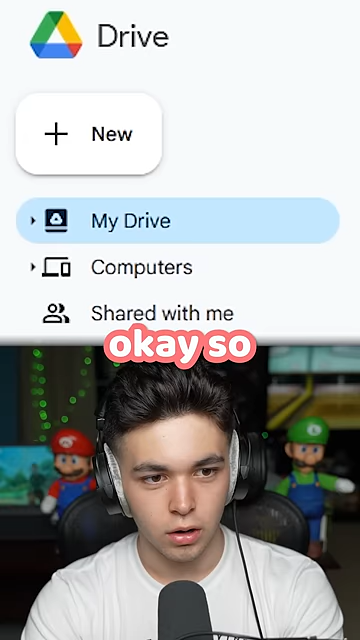 Drive
New
My Drive
Computers
Shared with me
okay so